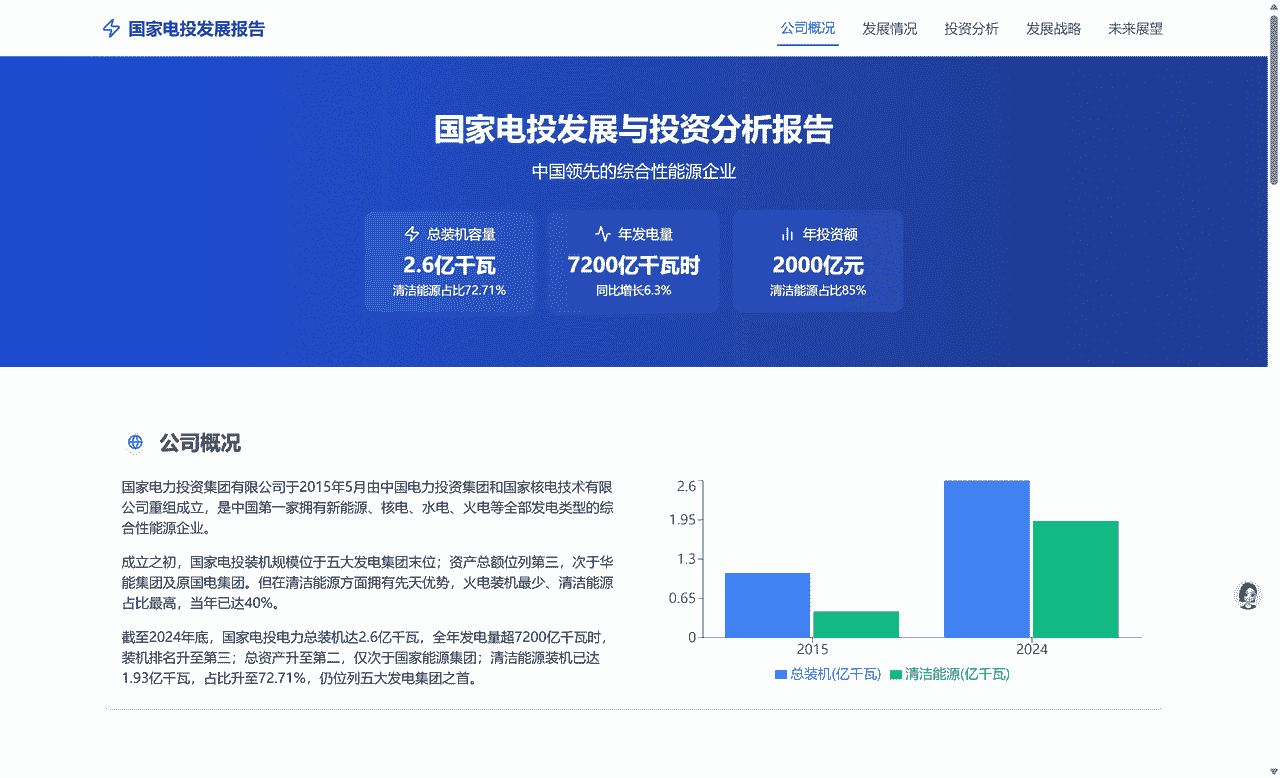 国家电投发展报告
公司概况 发展情况 投资分析 发展战略 未来展望
国家电投发展与投资分析报告
中国领先的综合性能源企业
总装机容量
2.6亿千瓦
清洁能源占比72.71%
年发电量
7200亿千瓦时
同比增长6.3%
年投资额
2000亿元
清洁能源占比85%
公司概况
国家电力投资集团有限公司于2015年5月由中国电力投资集团和国家核电技术有限
公司重组成立，是中国第一家拥有新能源、核电、水电、火电等全部发电类型的综
合性能源企业。
成立之初，国家电投装机规模位于五大发电集团末位；资产总额位列第三，次于华
能集团及原国电集团。但在清洁能源方面拥有先天优势，火电装机最少、清洁能源
占比最高，当年已达40%。
截至2024年底，国家电投电力总装机达2.6亿千瓦，全年发电量超7200亿千瓦时，
装机排名升至第三；总资产升至第二，仅次于国家能源集团；清洁能源装机已达
1.93亿千瓦，占比升至72.71%，仍位列五大发电集团之首。
2.6
1.95
1.3
0.65
0
2015 2024
总装机(亿千瓦) 清洁能源(亿千瓦)